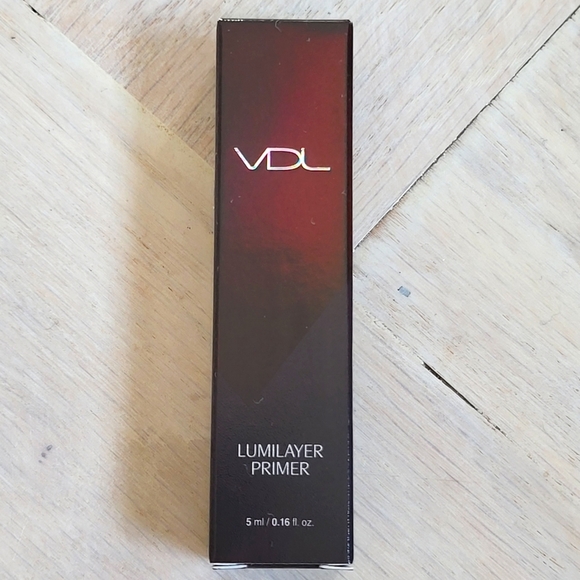 VDL
LUMILAYER
PRIMER
5 ml / 0.16 fl. oz.